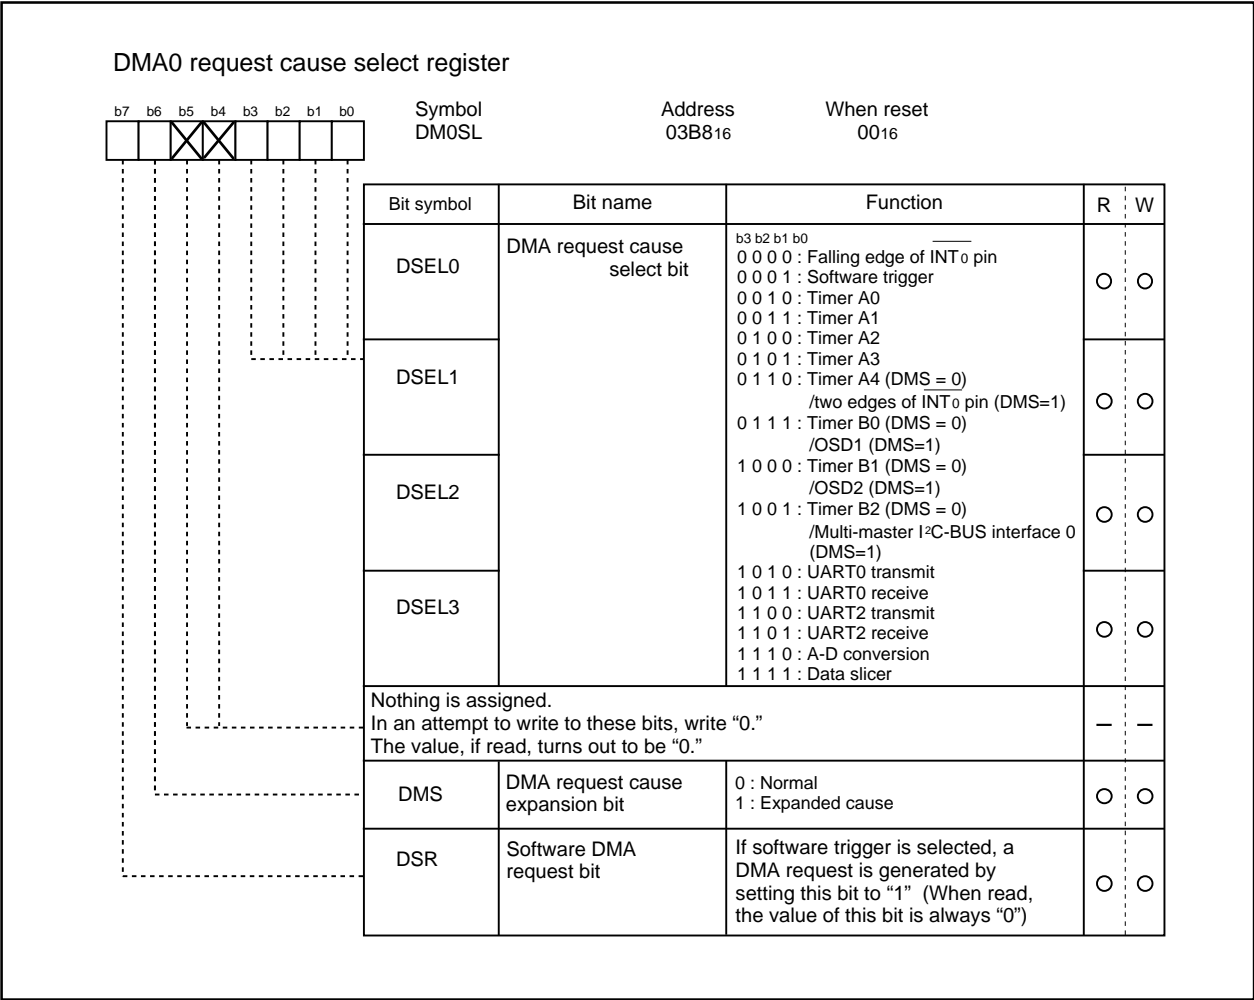 DMA0 request cause select register
b7 b6 b5 b4 b3 b2 b1 b0
Symbol Address When reset
DM0SL 03B816 0016
Bit symbol Bit name Function R W
DSEL0
DSEL1
DSEL2
DSEL3
DMA request cause
select bit
b3 b2 b1 b0
0 0 0 0 : Falling edge of INT0 pin
0 0 0 1 : Software trigger
0 0 1 0 : Timer A0
0 0 1 1 : Timer A1
0 1 0 0 : Timer A2
0 1 0 1 : Timer A3
0 1 1 0 : Timer A4 (DMS = 0)
/two edges of INT0 pin (DMS=1)
0 1 1 1 : Timer B0 (DMS = 0)
/OSD1 (DMS=1)
1 0 0 0 : Timer B1 (DMS = 0)
/OSD2 (DMS=1)
1 0 0 1 : Timer B2 (DMS = 0)
/Multi-master I²C-BUS interface 0
(DMS=1)
1 0 1 0 : UART0 transmit
1 0 1 1 : UART0 receive
1 1 0 0 : UART2 transmit
1 1 0 1 : UART2 receive
1 1 1 0 : A-D conversion
1 1 1 1 : Data slicer
Nothing is assigned.
In an attempt to write to these bits, write “0.”
The value, if read, turns out to be “0.”
– –
DMS
DMA request cause
expansion bit
0 : Normal
1 : Expanded cause
DSR
Software DMA
request bit
If software trigger is selected, a
DMA request is generated by
setting this bit to “1” (When read,
the value of this bit is always “0”)